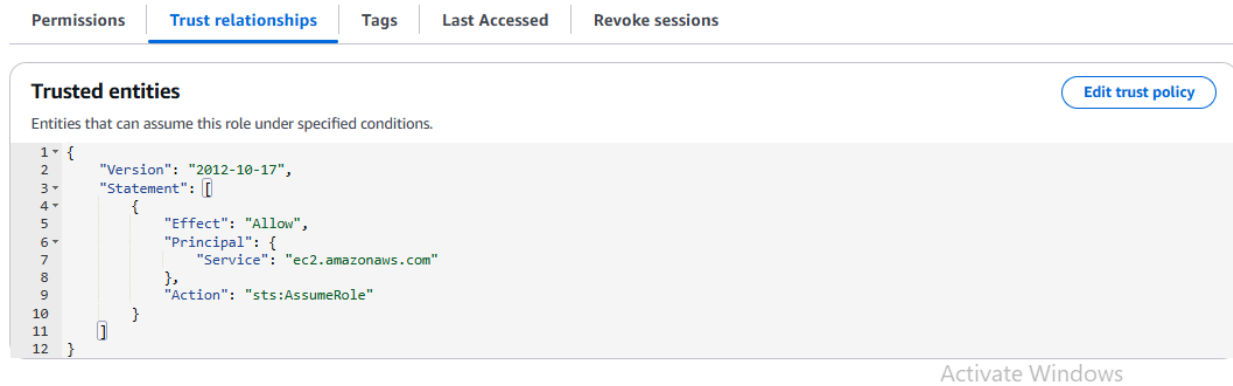 Permissions Trust relationships Tags Last Accessed Revoke sessions
Trusted entities Edit trust policy
Entities that can assume this role under specified conditions.
1 {
2 "Version": "2012-10-17",
3 "Statement": [
4 {
5 "Effect": "Allow",
6 "Principal": {
7 "Service": "ec2.amazonaws.com"
8 },
9 "Action": "sts:AssumeRole"
10 }
11 ]
12 }
Activate Windows